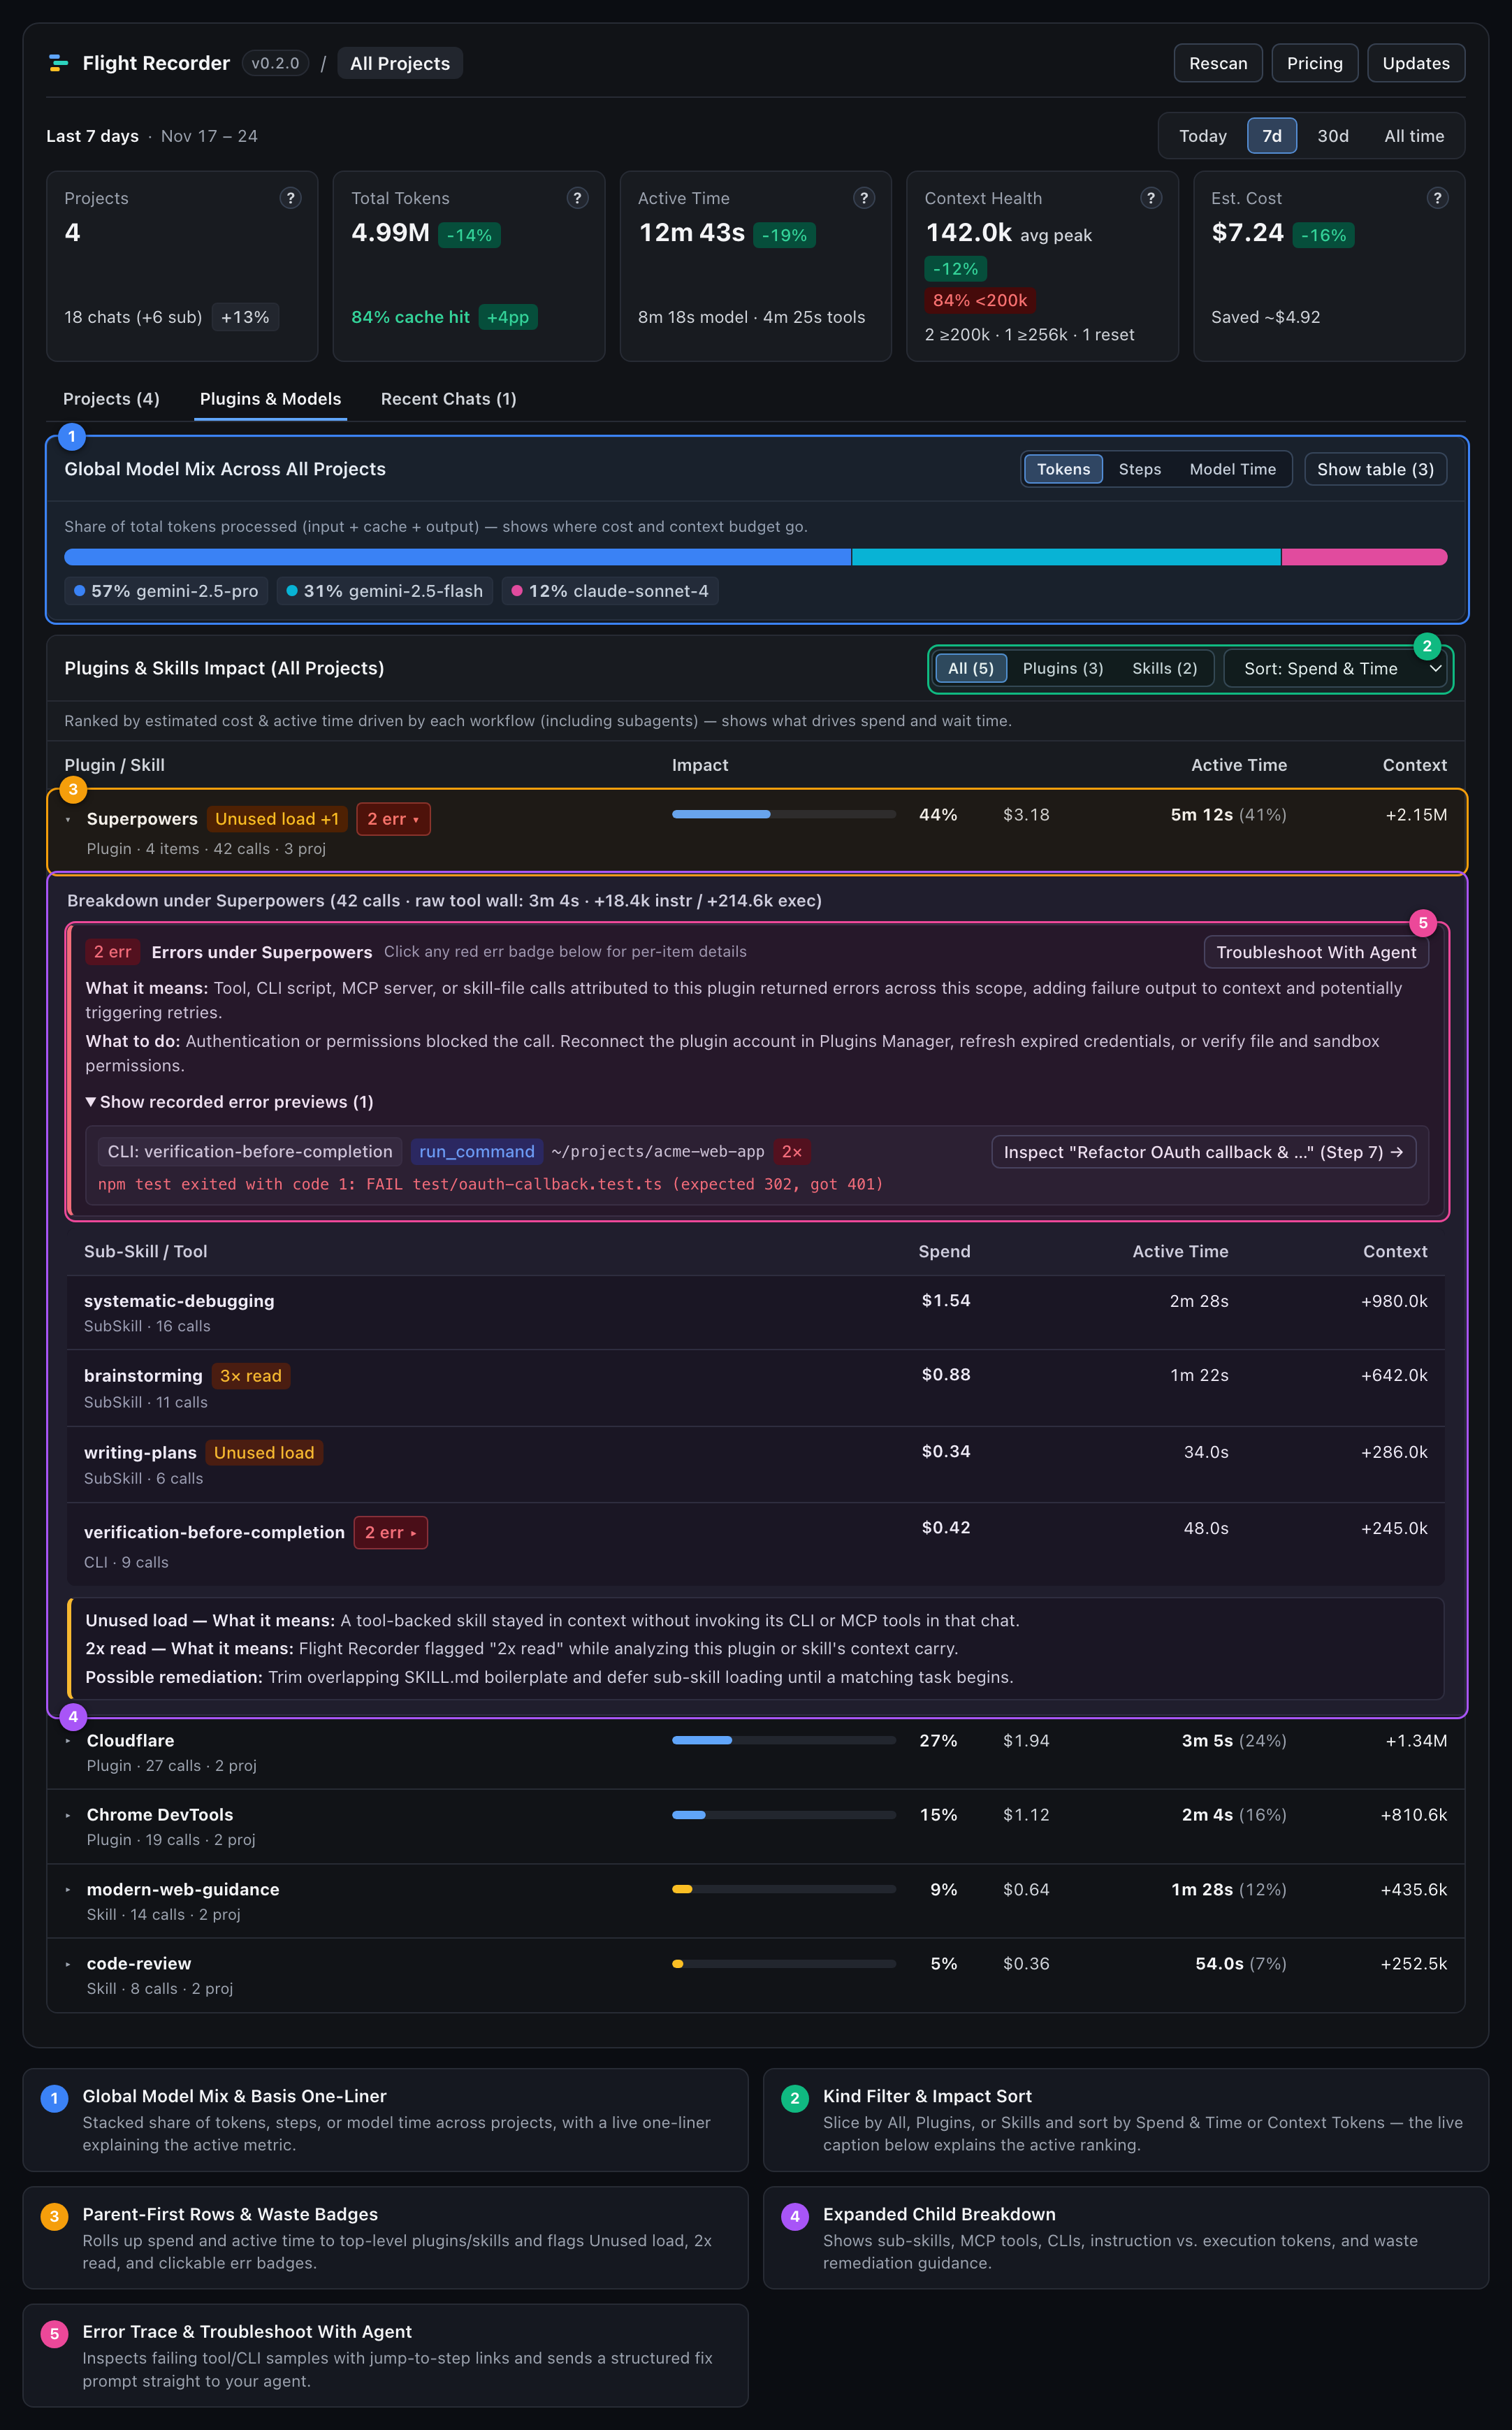 Flight Recorder v0.2.0 / All Projects Rescan Pricing Updates
Last 7 days · Nov 17 – 24 Today 7d 30d All time
Projects ?
4
18 chats (+6 sub) +13%
Total Tokens ?
4.99M -14%
84% cache hit +4pp
Active Time ?
12m 43s -19%
8m 18s model · 4m 25s tools
Context Health ?
142.0k avg peak
-12%
84% <200k
2 ≥200k · 1 ≥256k · 1 reset
Est. Cost ?
$7.24 -16%
Saved ~$4.92
Projects (4) Plugins & Models Recent Chats (1)
1
Global Model Mix Across All Projects Tokens Steps Model Time Show table (3)
Share of total tokens processed (input + cache + output) — shows where cost and context budget go.
57% gemini-2.5-pro 31% gemini-2.5-flash 12% claude-sonnet-4
2
Plugins & Skills Impact (All Projects) All (5) Plugins (3) Skills (2) Sort: Spend & Time
Ranked by estimated cost & active time driven by each workflow (including subagents) — shows what drives spend and wait time.
Plugin / Skill Impact Active Time Context
3
▾ Superpowers Unused load +1 2 err ▾ 44% $3.18 5m 12s (41%) +2.15M
Plugin · 4 items · 42 calls · 3 proj
Breakdown under Superpowers (42 calls · raw tool wall: 3m 4s · +18.4k instr / +214.6k exec)
5
2 err Errors under Superpowers Click any red err badge below for per-item details Troubleshoot With Agent
What it means: Tool, CLI script, MCP server, or skill-file calls attributed to this plugin returned errors across this scope, adding failure output to context and potentially
triggering retries.
What to do: Authentication or permissions blocked the call. Reconnect the plugin account in Plugins Manager, refresh expired credentials, or verify file and sandbox
permissions.
▼ Show recorded error previews (1)
CLI: verification-before-completion run_command ~/projects/acme-web-app 2× Inspect "Refactor OAuth callback & ..." (Step 7) →
npm test exited with code 1: FAIL test/oauth-callback.test.ts (expected 302, got 401)
Sub-Skill / Tool Spend Active Time Context
systematic-debugging $1.54 2m 28s +980.0k
SubSkill · 16 calls
brainstorming 3× read $0.88 1m 22s +642.0k
SubSkill · 11 calls
writing-plans Unused load $0.34 34.0s +286.0k
SubSkill · 6 calls
verification-before-completion 2 err ▸ $0.42 48.0s +245.0k
CLI · 9 calls
Unused load — What it means: A tool-backed skill stayed in context without invoking its CLI or MCP tools in that chat.
2x read — What it means: Flight Recorder flagged "2x read" while analyzing this plugin or skill's context carry.
Possible remediation: Trim overlapping SKILL.md boilerplate and defer sub-skill loading until a matching task begins.
4
▸ Cloudflare 27% $1.94 3m 5s (24%) +1.34M
Plugin · 27 calls · 2 proj
▸ Chrome DevTools 15% $1.12 2m 4s (16%) +810.6k
Plugin · 19 calls · 2 proj
▸ modern-web-guidance 9% $0.64 1m 28s (12%) +435.6k
Skill · 14 calls · 2 proj
▸ code-review 5% $0.36 54.0s (7%) +252.5k
Skill · 8 calls · 2 proj
1 Global Model Mix & Basis One-Liner
Stacked share of tokens, steps, or model time across projects, with a live one-liner
explaining the active metric.
2 Kind Filter & Impact Sort
Slice by All, Plugins, or Skills and sort by Spend & Time or Context Tokens — the live
caption below explains the active ranking.
3 Parent-First Rows & Waste Badges
Rolls up spend and active time to top-level plugins/skills and flags Unused load, 2x
read, and clickable err badges.
4 Expanded Child Breakdown
Shows sub-skills, MCP tools, CLIs, instruction vs. execution tokens, and waste
remediation guidance.
5 Error Trace & Troubleshoot With Agent
Inspects failing tool/CLI samples with jump-to-step links and sends a structured fix
prompt straight to your agent.